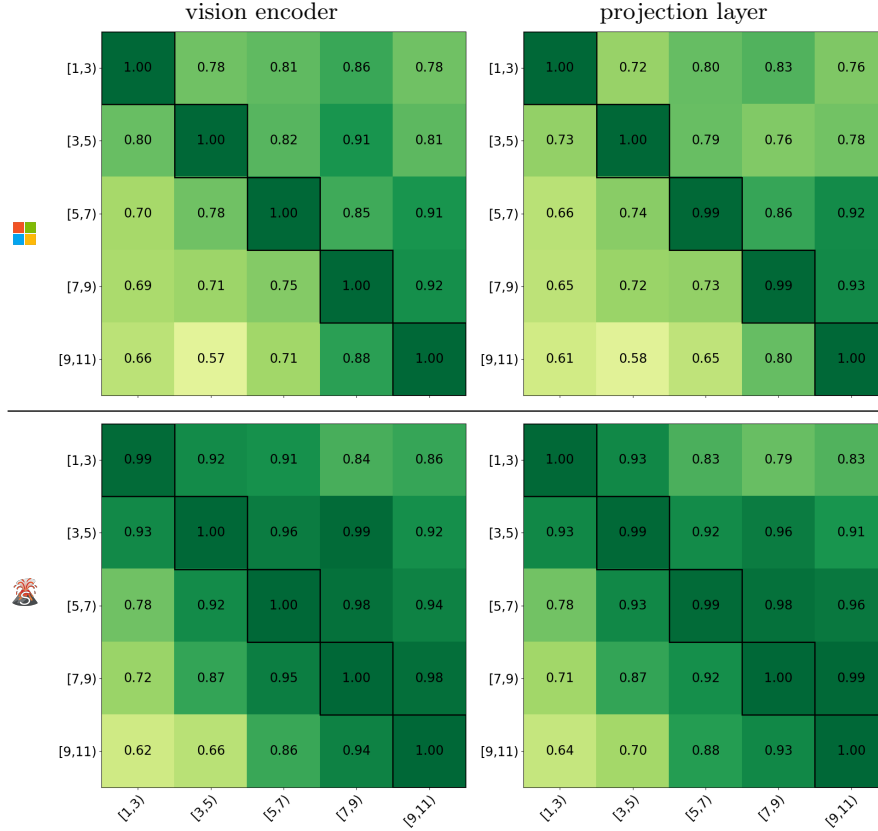 vision encoder projection layer
[1,3) 1.00 0.78 0.81 0.86 0.78 [1,3) 1.00 0.72 0.80 0.83 0.76
[3,5) 0.80 1.00 0.82 0.91 0.81 [3,5) 0.73 1.00 0.79 0.76 0.78
[5,7) 0.70 0.78 1.00 0.85 0.91 [5,7) 0.66 0.74 0.99 0.86 0.92
[7,9) 0.69 0.71 0.75 1.00 0.92 [7,9) 0.65 0.72 0.73 0.99 0.93
[9,11) 0.66 0.57 0.71 0.88 1.00 [9,11) 0.61 0.58 0.65 0.80 1.00
[1,3) 0.99 0.92 0.91 0.84 0.86 [1,3) 1.00 0.93 0.83 0.79 0.83
[3,5) 0.93 1.00 0.96 0.99 0.92 [3,5) 0.93 0.99 0.92 0.96 0.91
S
[5,7) 0.78 0.92 1.00 0.98 0.94 [5,7) 0.78 0.93 0.99 0.98 0.96
[7,9) 0.72 0.87 0.95 1.00 0.98 [7,9) 0.71 0.87 0.92 1.00 0.99
[9,11) 0.62 0.66 0.86 0.94 1.00 [9,11) 0.64 0.70 0.88 0.93 1.00
[1,3) [3,5) [5,7) [7,9) [9,11) [1,3) [3,5) [5,7) [7,9) [9,11)